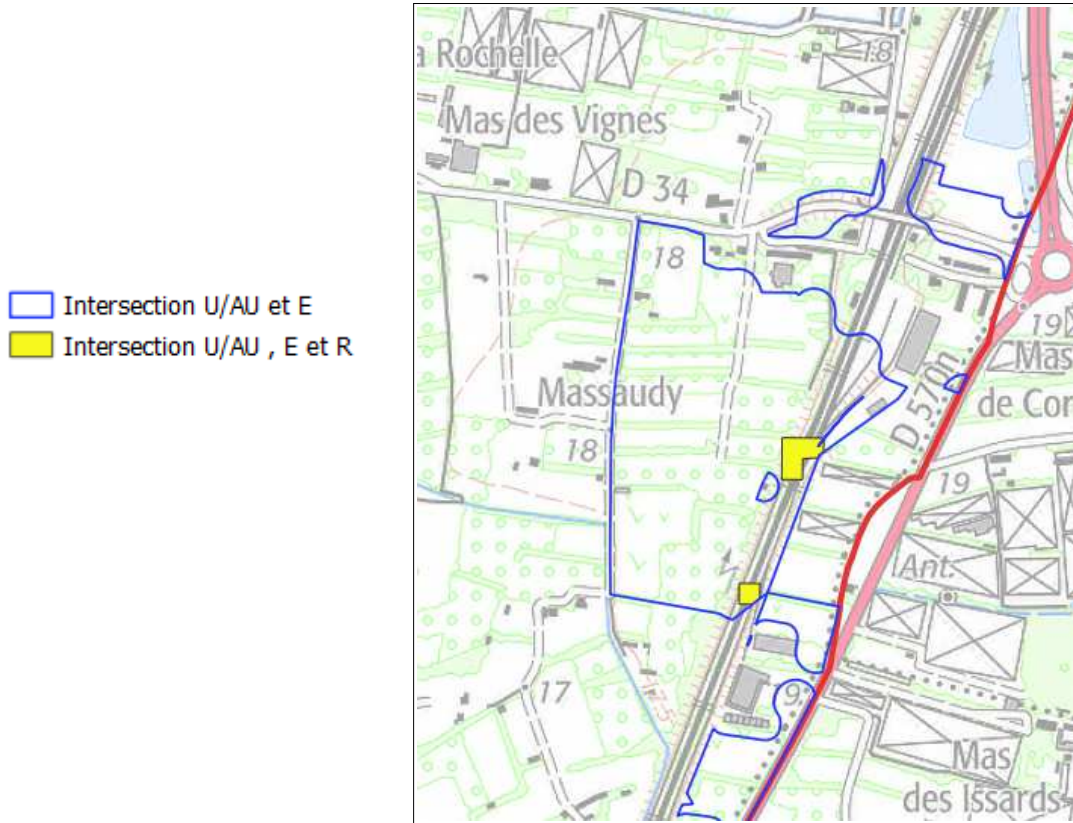 Intersection U/AU et E
Intersection U/AU , E et R
a Rochelle
18
Mas des Vignes
D 34
18
19
Mas
de Cor
Massaudy
D 570n
18
19
Ant.
17
9
Mas
des Issards